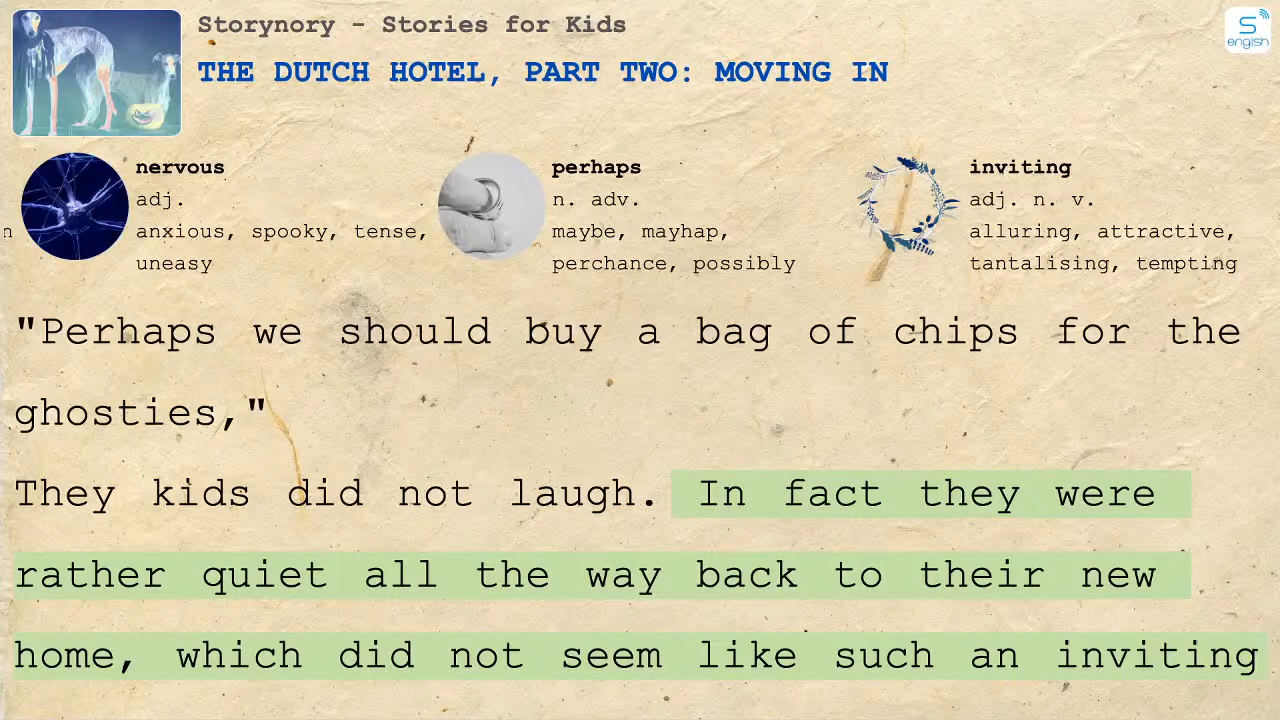 Storynory - Stories for Kids
THE DUTCH HOTEL, PART TWO: MOVING IN
S
english
nervous
adj.
n
anxious, spooky, tense,
uneasy
perhaps
n. adv.
maybe, mayhap,
perchance, possibly
inviting
adj. n. v.
alluring, attractive,
tantalising, tempting
"Perhaps we should buy a bag of chips for the
ghosties,"
They kids did not laugh. In fact they were
rather quiet all the way back to their new
home, which did not seem like such an inviting